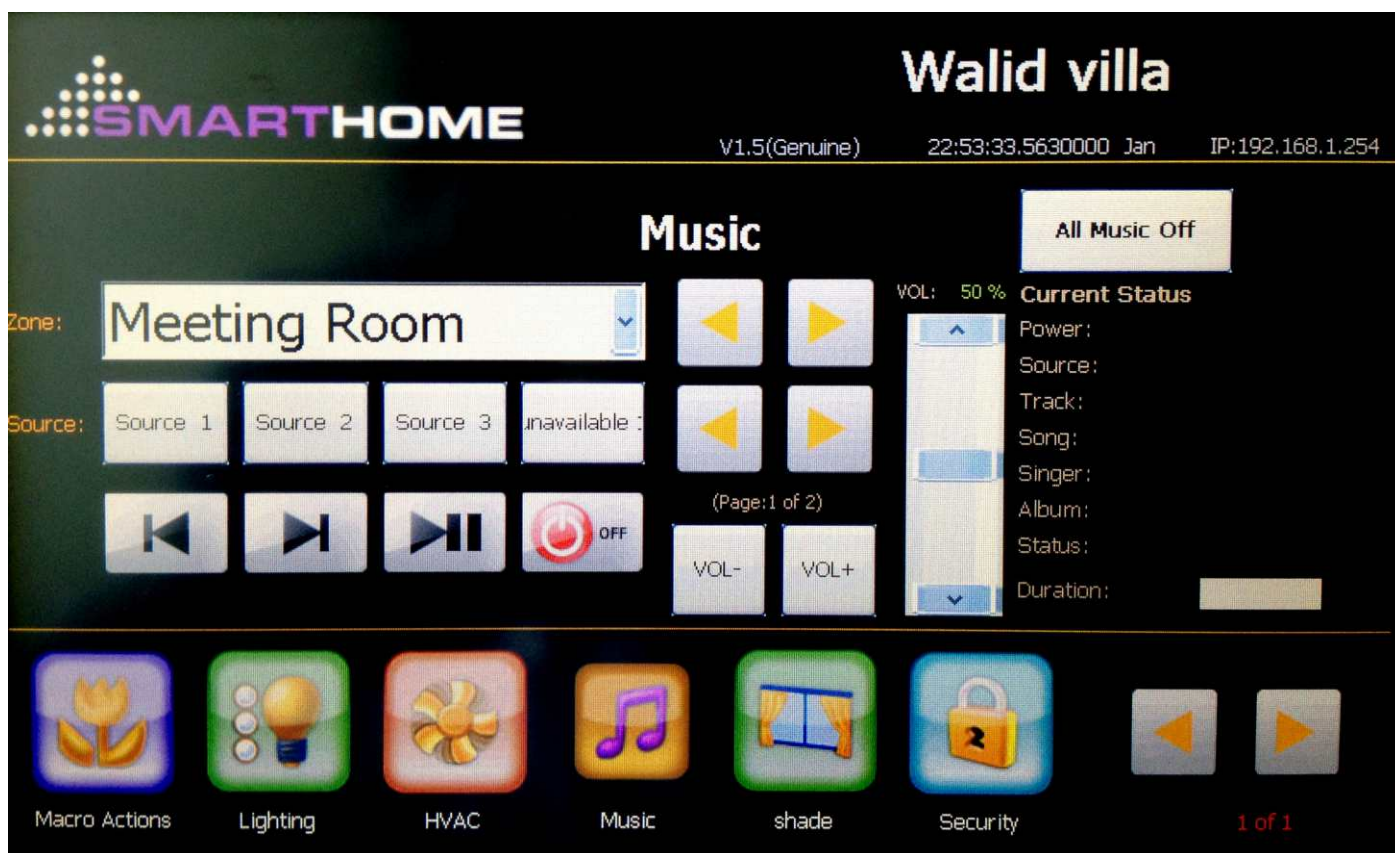 SMARTHOME
Walid villa
V1.5(Genuine) 22:53:33.5630000 Jan IP:192.168.1.254
Music
All Music Off
Zone: Meeting Room
VOL: 50 %
Current Status
Power:
Source:
Track:
Song:
Singer:
Album:
Status:
Duration:
Source: Source 1 Source 2 Source 3 unavailable
OFF
(Page:1 of 2)
VOL- VOL+
Macro Actions Lighting HVAC Music shade 2 Security
1 of 1